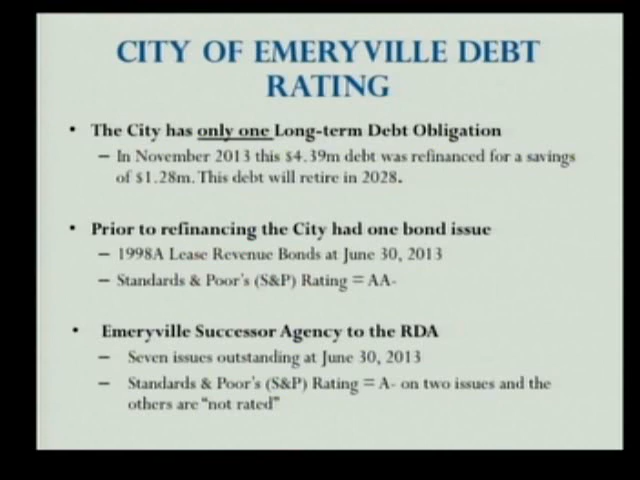 CITY OF EMERYVILLE DEBT
RATING
• The City has only one Long-term Debt Obligation
– In November 2013 this $4.39m debt was refinanced for a savings
of $1.28m. This debt will retire in 2028.
• Prior to refinancing the City had one bond issue
– 1998A Lease Revenue Bonds at June 30, 2013
– Standards & Poor's (S&P) Rating = AA-
• Emeryville Successor Agency to the RDA
– Seven issues outstanding at June 30, 2013
– Standards & Poor's (S&P) Rating = A- on two issues and the
others are "not rated"